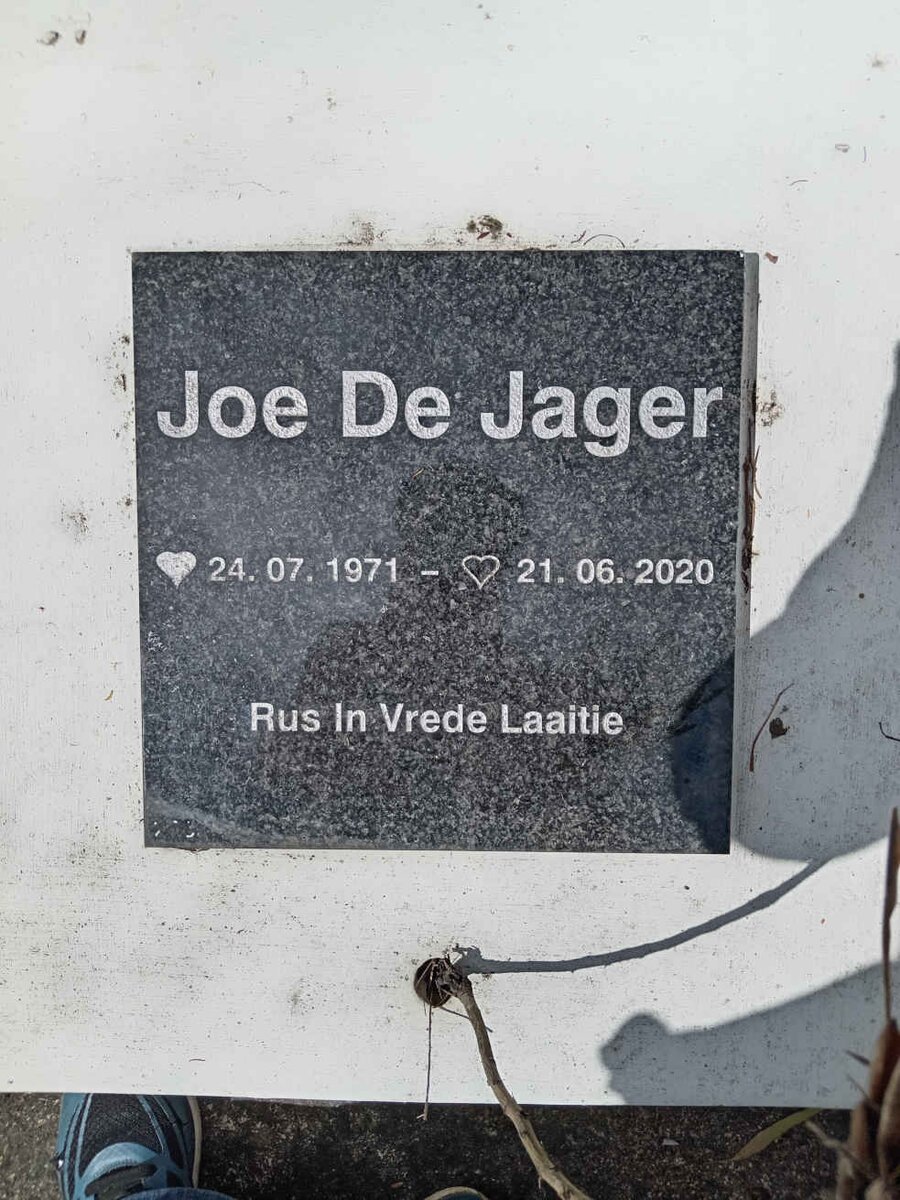 Joe De Jager
♥ 24. 07. 1971 – ♡ 21. 06. 2020
Rus In Vrede Laaitie